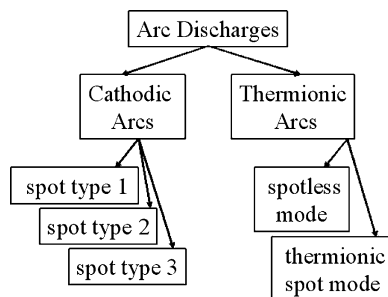 Arc Discharges
Cathodic
Arcs
Thermionic
Arcs
spot type 1
spot type 2
spot type 3
spotless
mode
thermionic
spot mode